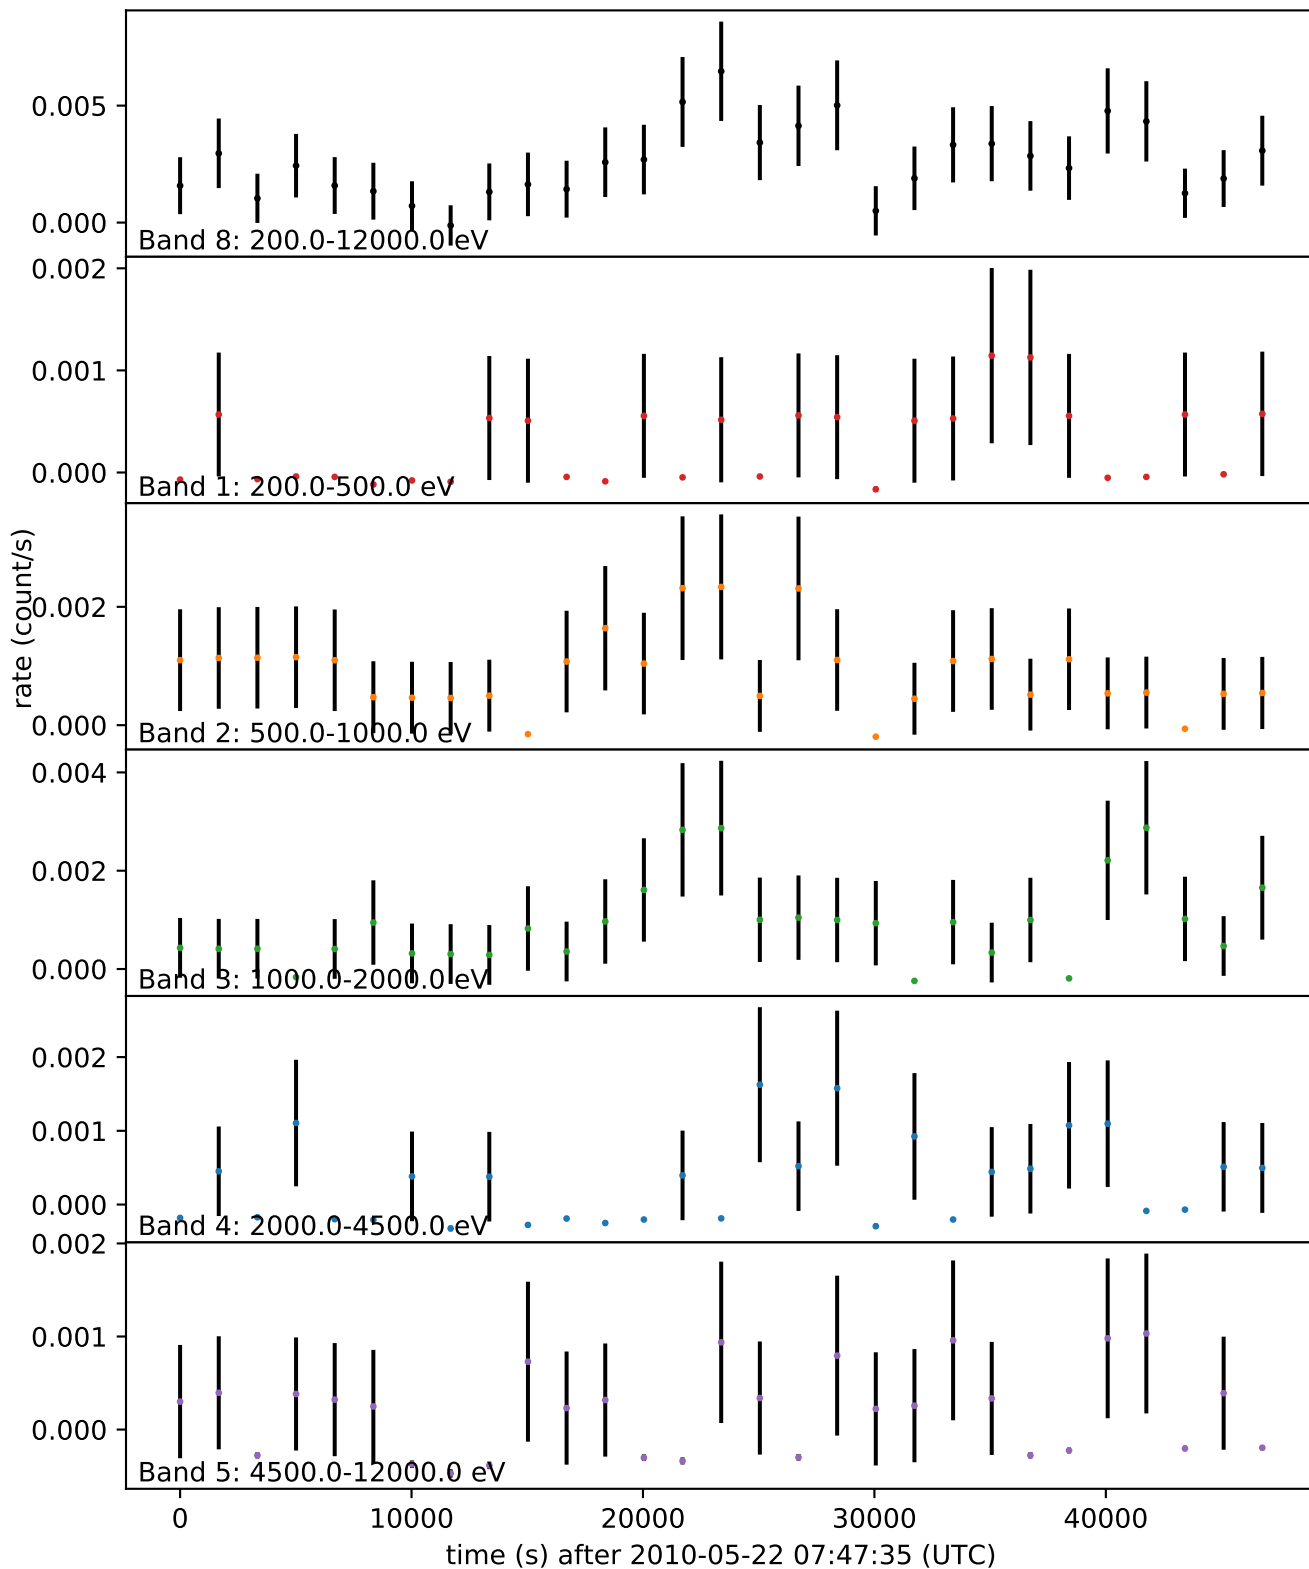 0.005
0.000
Band 8: 200.0-12000.0 eV
0.002
0.001
0.000
Band 1: 200.0-500.0 eV
rate (count/s)
0.002
0.000
Band 2: 500.0-1000.0 eV
0.004
0.002
0.000
Band 3: 1000.0-2000.0 eV
0.002
0.001
0.000
Band 4: 2000.0-4500.0 eV
0.002
0.001
0.000
Band 5: 4500.0-12000.0 eV
0 10000 20000 30000 40000
time (s) after 2010-05-22 07:47:35 (UTC)